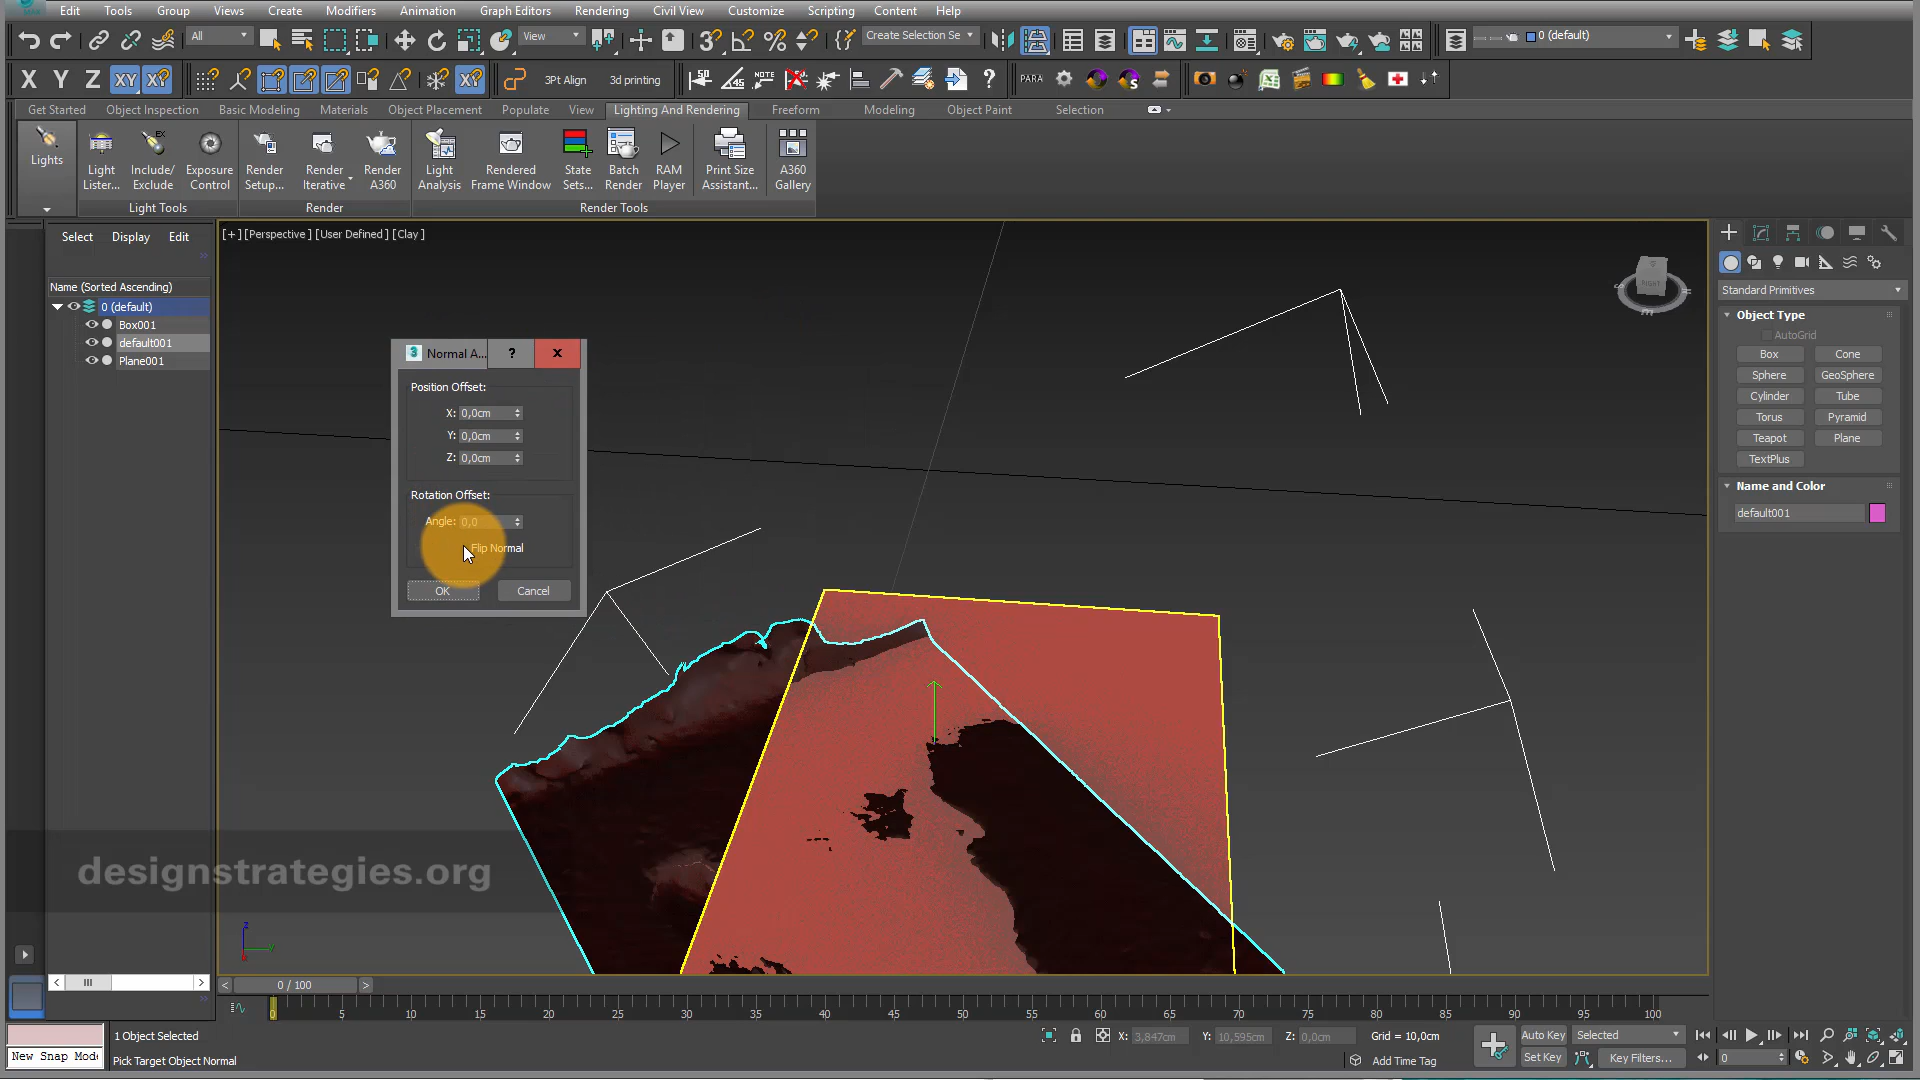 Edit Tools Group Views Create Modifiers Animation Graph Editors Rendering Civil View Customize Scripting Content Help
All View Create Selection Se 0 (default)
X Y Z XY XY 3Pt Align 3d printing NOTE PARA
Get Started Object Inspection Basic Modeling Materials Object Placement Populate View Lighting And Rendering Freeform Modeling Object Paint Selection
Lights Light Lister... Include/ Exclude Exposure Control Render Setup... Render Iterative Render A360 Light Analysis Rendered Frame Window State Sets... Batch Render RAM Player Print Size Assistant... A360 Gallery
Light Tools Render Render Tools
Select Display Edit
[+] [Perspective] [User Defined] [Clay]
Name (Sorted Ascending)
0 (default)
Box001
default001
Plane001
Normal A... ? X
Position Offset:
X: 0,0cm
Y: 0,0cm
Z: 0,0cm
Rotation Offset:
Angle: 0,0
Flip Normal
OK Cancel
RIGHT
Standard Primitives
Object Type
AutoGrid
Box Cone
Sphere GeoSphere
Cylinder Tube
Torus Pyramid
Teapot Plane
TextPlus
Name and Color
default001
designstrategies.org
z
y
x
0 / 100
0 5 10 15 20 25 30 35 40 45 50 55 60 65 70 75 80 85 90 95 100
1 Object Selected X: 3,847cm Y: 10,595cm Z: 0,0cm Grid = 10,0cm Auto Key Selected
New Snap Mod Pick Target Object Normal Add Time Tag Set Key Key Filters... 0